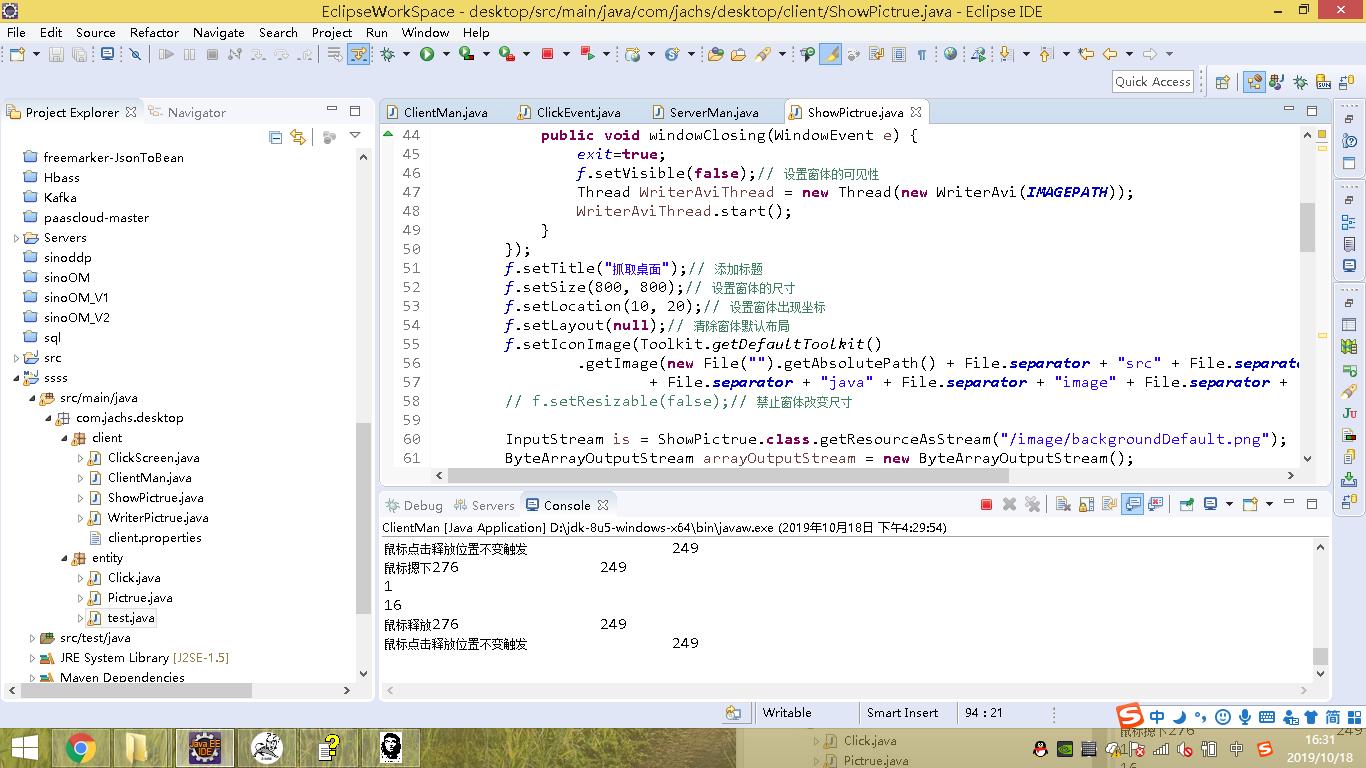 EclipseWorkSpace - desktop/src/main/java/com/jachs/desktop/client/ShowPictrue.java - Eclipse IDE
File Edit Source Refactor Navigate Search Project Run Window Help
Quick Access
Project Explorer Navigator
freemarker-JsonToBean
Hbass
Kafka
paascloud-master
Servers
sinoddp
sinoOM
sinoOM_V1
sinoOM_V2
sql
src
ssss
src/main/java
com.jachs.desktop
client
ClickScreen.java
ClientMan.java
ShowPictrue.java
WriterPictrue.java
client.properties
entity
Click.java
Pictrue.java
test.java
src/test/java
JRE System Library [J2SE-1.5]
Maven Dependencies
ClientMan.java ClickEvent.java ServerMan.java ShowPictrue.java
44 public void windowClosing(WindowEvent e) {
45 exit=true;
46 f.setVisible(false);// 设置窗体的可见性
47 Thread WriterAviThread = new Thread(new WriterAvi(IMAGEPATH));
48 WriterAviThread.start();
49 }
50 });
51 f.setTitle("抓取桌面");// 添加标题
52 f.setSize(800, 800);// 设置窗体的尺寸
53 f.setLocation(10, 20);// 设置窗体出现坐标
54 f.setLayout(null);// 清除窗体默认布局
55 f.setIconImage(Toolkit.getDefaultToolkit()
56 .getImage(new File("").getAbsolutePath() + File.separator + "src" + File.separato
57 + File.separator + "java" + File.separator + "image" + File.separator +
58 // f.setResizable(false);// 禁止窗体改变尺寸
59
60 InputStream is = ShowPictrue.class.getResourceAsStream("/image/backgroundDefault.png");
61 ByteArrayOutputStream arrayOutputStream = new ByteArrayOutputStream();
Debug Servers Console
ClientMan [Java Application] D:\jdk-8u5-windows-x64\bin\javaw.exe (2019年10月18日 下午4:29:54)
鼠标点击释放位置不变触发 249
鼠标摁下276 249
1
16
鼠标释放276 249
鼠标点击释放位置不变触发 249
Writable Smart Insert 94 : 21
中 简
Java EE IDE
Click.java
Pictrue.java
鼠标摁下276 249
16
中
16:31
2019/10/18